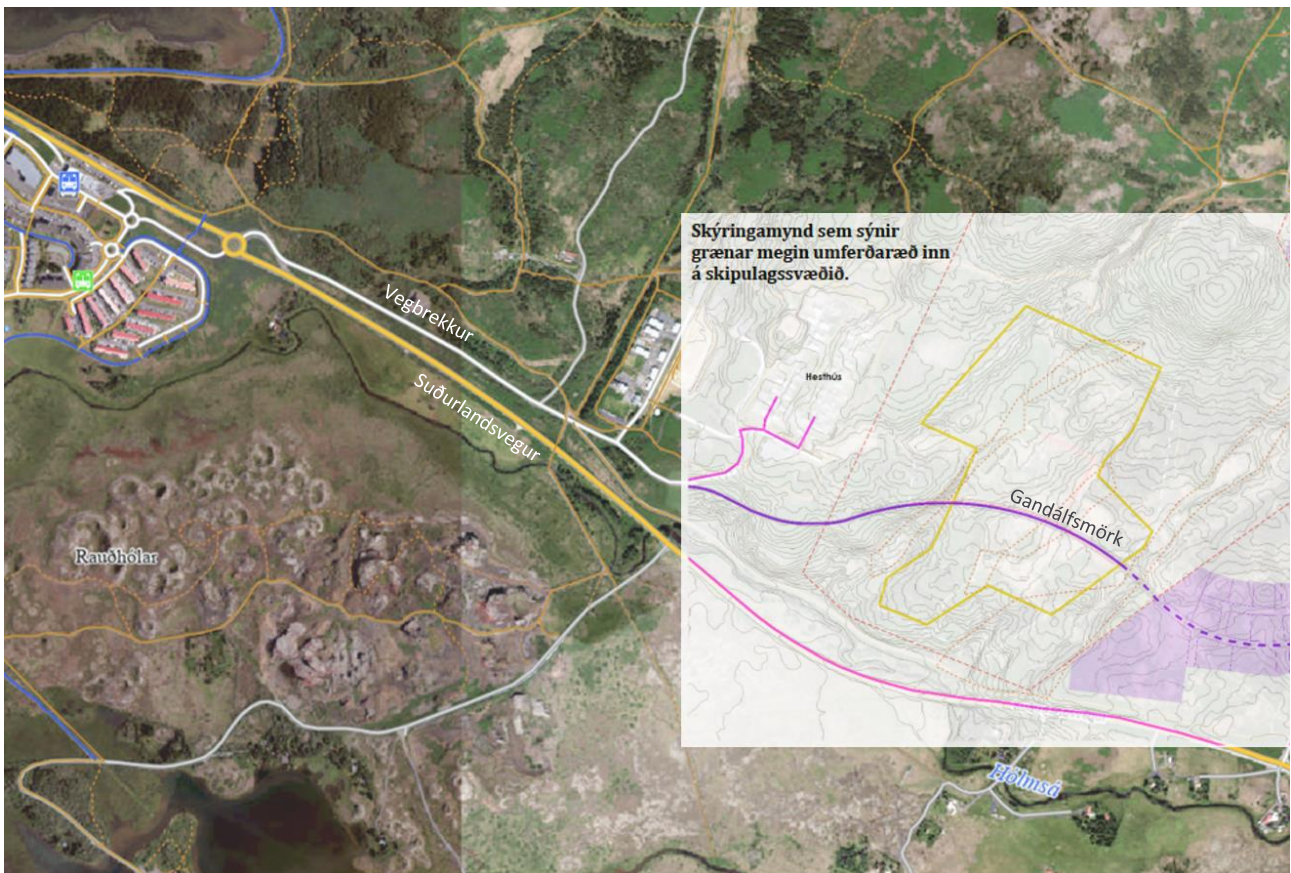 Skýringamynd sem sýnir
grænar megin umferðaræð inn
á skipulagssvæðið.
Vegbrekkur
Hesthús
Suðurlandsvegur
Gandálfsmörk
Rauðhólar
Hólmsá